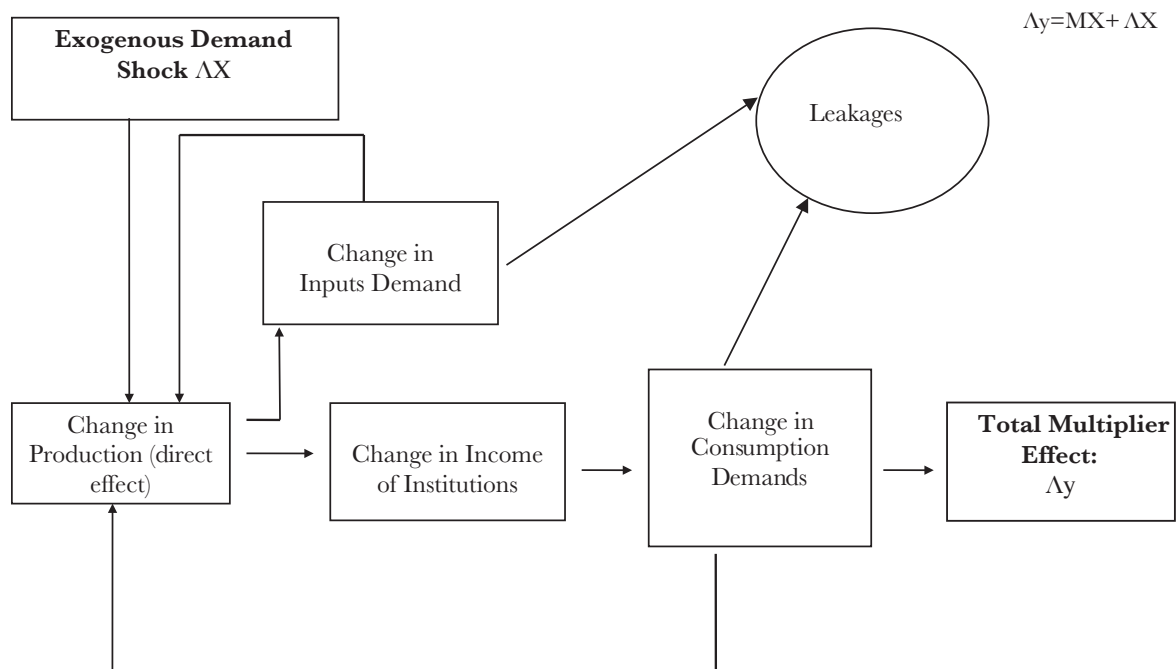 Λy=MX+ ΛX
Exogenous Demand
Shock ΛX
Leakages
Change in
Inputs Demand
Change in
Production (direct
effect)
Change in Income
of Institutions
Change in
Consumption
Demands
Total Multiplier
Effect:
Λy